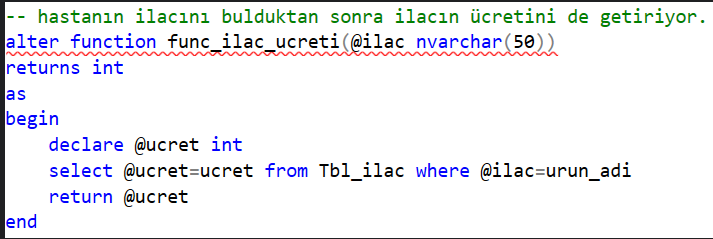 -- hastanın ilacını bulduktan sonra ilacın ücretini de getiriyor.
alter function func_ilac_ucreti(@ilac nvarchar(50))
returns int
as
begin
    declare @ucret int
    select @ucret=ucret from Tbl_ilac where @ilac=urun_adi
    return @ucret
end